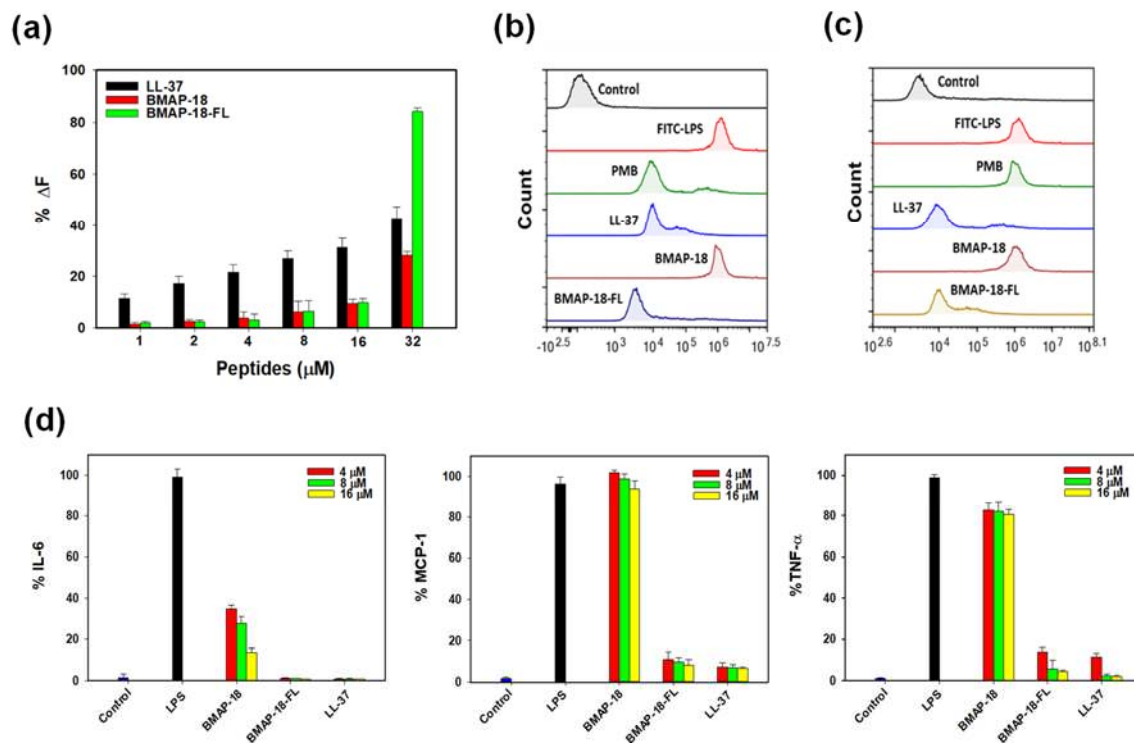 (a)
100
80
60
40
20
0
% ΔF
LL-37
BMAP-18
BMAP-18-FL
1 2 4 8 16 32
Peptides (μM)
(b)
Count
Control
FITC-LPS
PMB
LL-37
BMAP-18
BMAP-18-FL
-10^2.5 10^3 10^4 10^5 10^6 10^7.5
(c)
Count
Control
FITC-LPS
PMB
LL-37
BMAP-18
BMAP-18-FL
10^2.6 10^4 10^5 10^6 10^7 10^8.1
(d)
100
80
60
40
20
0
% IL-6
4 μM
8 μM
16 μM
Control LPS BMAP-18 BMAP-18-FL LL-37
100
80
60
40
20
0
% MCP-1
4 μM
8 μM
16 μM
Control LPS BMAP-18 BMAP-18-FL LL-37
100
80
60
40
20
0
%TNF-α
4 μM
8 μM
16 μM
Control LPS BMAP-18 BMAP-18-FL LL-37